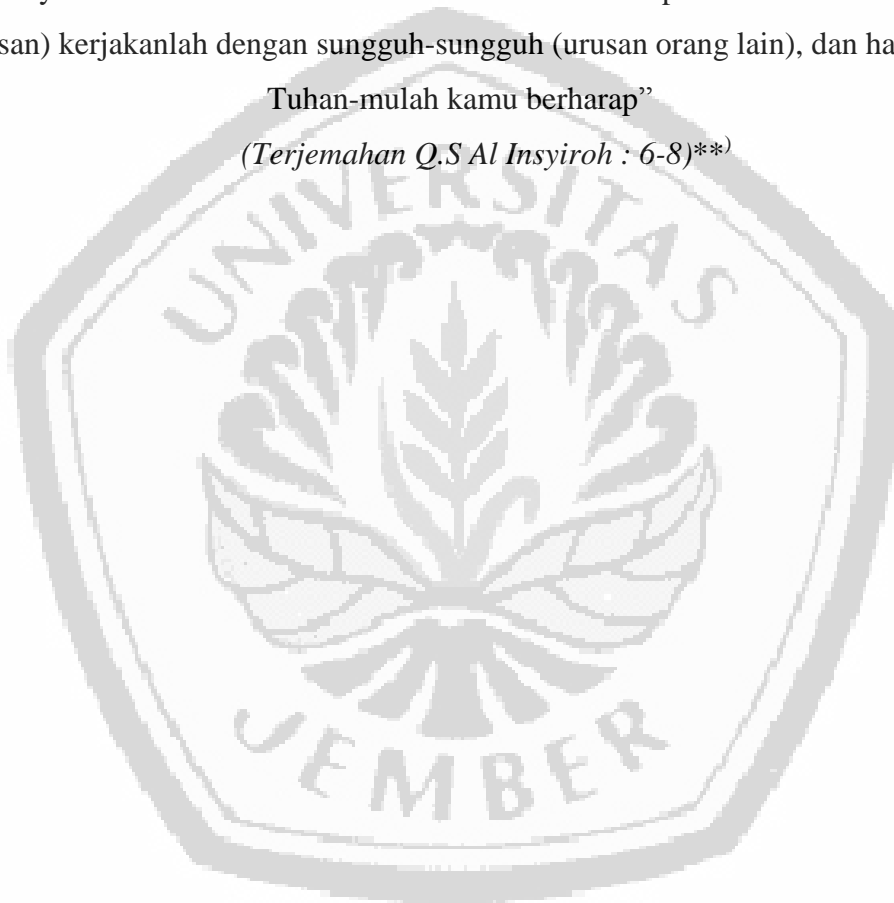 san) kerjakanlah dengan sungguh-sungguh (urusan orang lain), dan ha
Tuhan-mulah kamu berharap”
(Terjemahan Q.S Al Insyiroh : 6-8)**)
UNIVERSITAS
JEMBER